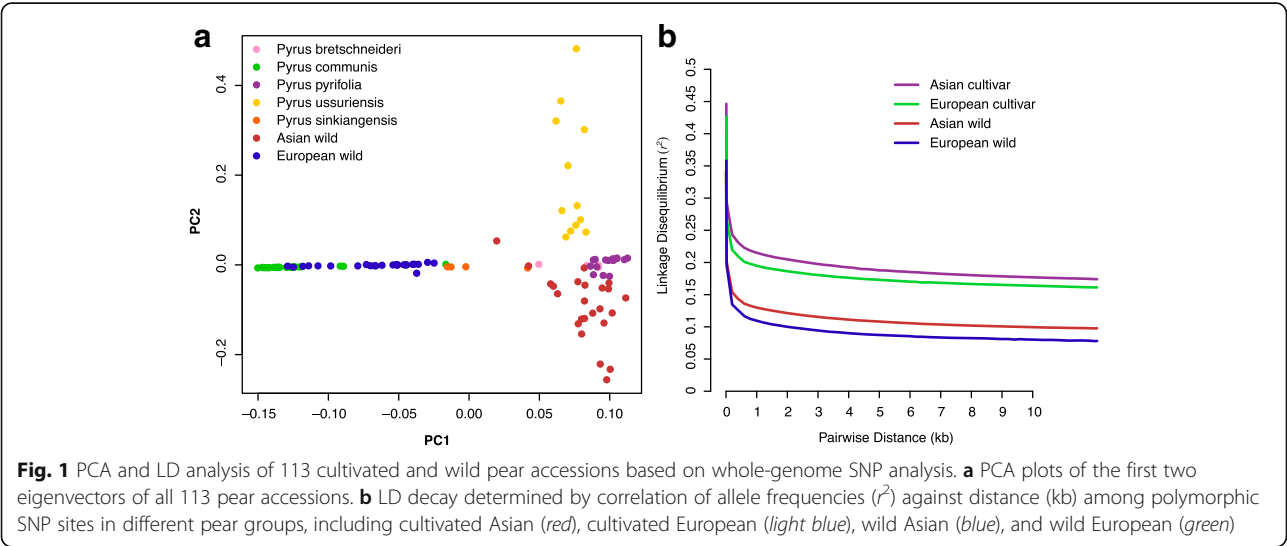 a
Pyrus bretschneideri
Pyrus communis
Pyrus pyrifolia
Pyrus ussuriensis
Pyrus sinkiangensis
Asian wild
European wild
PC2
0.4
0.2
0.0
−0.2
−0.15
−0.10
−0.05
0.00
0.05
0.10
PC1
b
Asian cultivar
European cultivar
Asian wild
European wild
Linkage Disequilibrium (r²)
0.5
0.45
0.4
0.35
0.3
0.25
0.2
0.15
0.1
0.05
0
0
1
2
3
4
5
6
7
8
9
10
Pairwise Distance (kb)
Fig. 1 PCA and LD analysis of 113 cultivated and wild pear accessions based on whole-genome SNP analysis. a PCA plots of the first two
eigenvectors of all 113 pear accessions. b LD decay determined by correlation of allele frequencies (r²) against distance (kb) among polymorphic
SNP sites in different pear groups, including cultivated Asian (red), cultivated European (light blue), wild Asian (blue), and wild European (green)